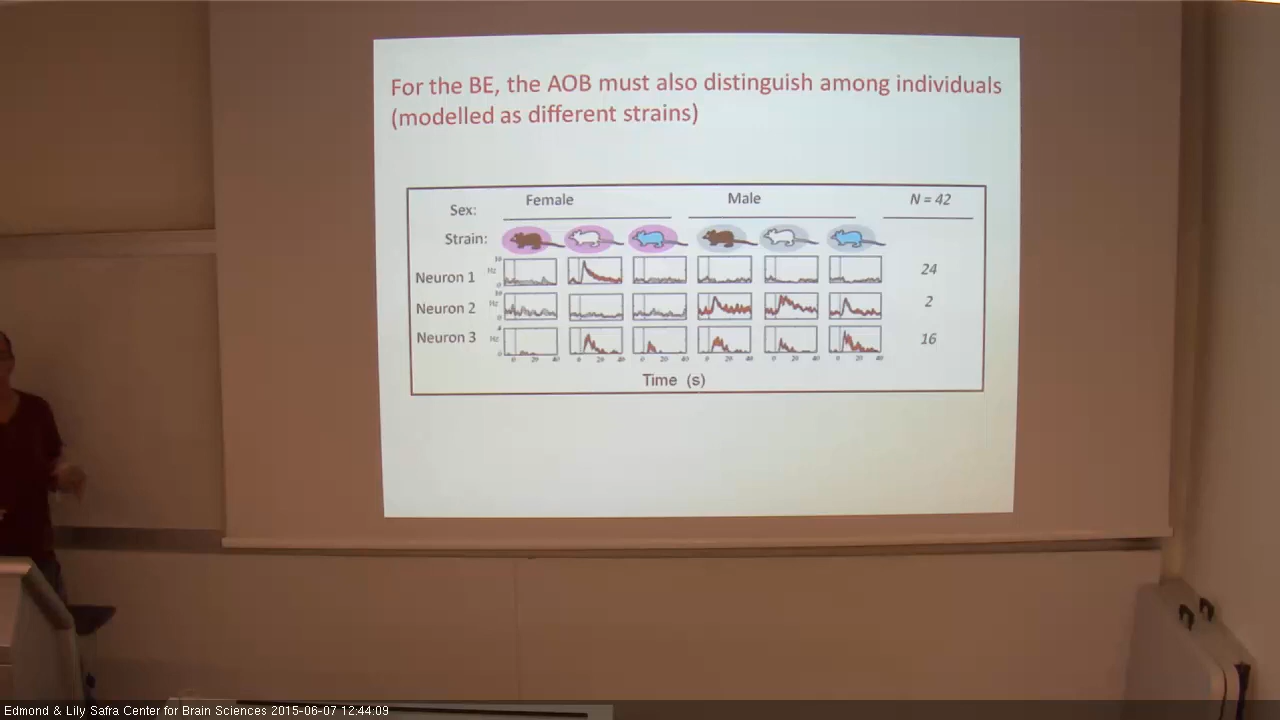 For the BE, the AOB must also distinguish among individuals
(modelled as different strains)
Sex: Female Male N = 42
Strain:
Neuron 1 24
Neuron 2 2
Neuron 3 16
Time (s)
Edmond & Lily Safra Center for Brain Sciences 2015-06-07 12:44:09